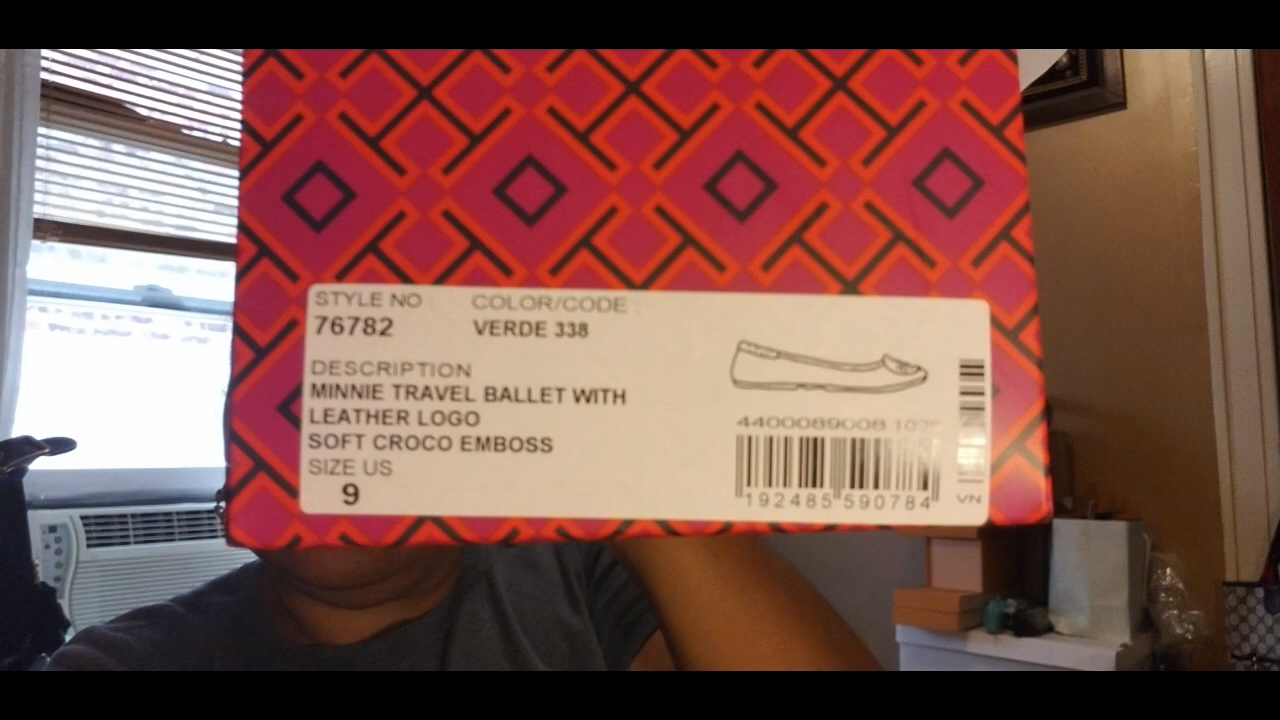 STYLE NO : COLOR/CODE :
76782 VERDE 338
DESCRIPTION
MINNIE TRAVEL BALLET WITH
LEATHER LOGO
SOFT CROCO EMBOSS
SIZE US
9
4400089008
192485 590784
VN